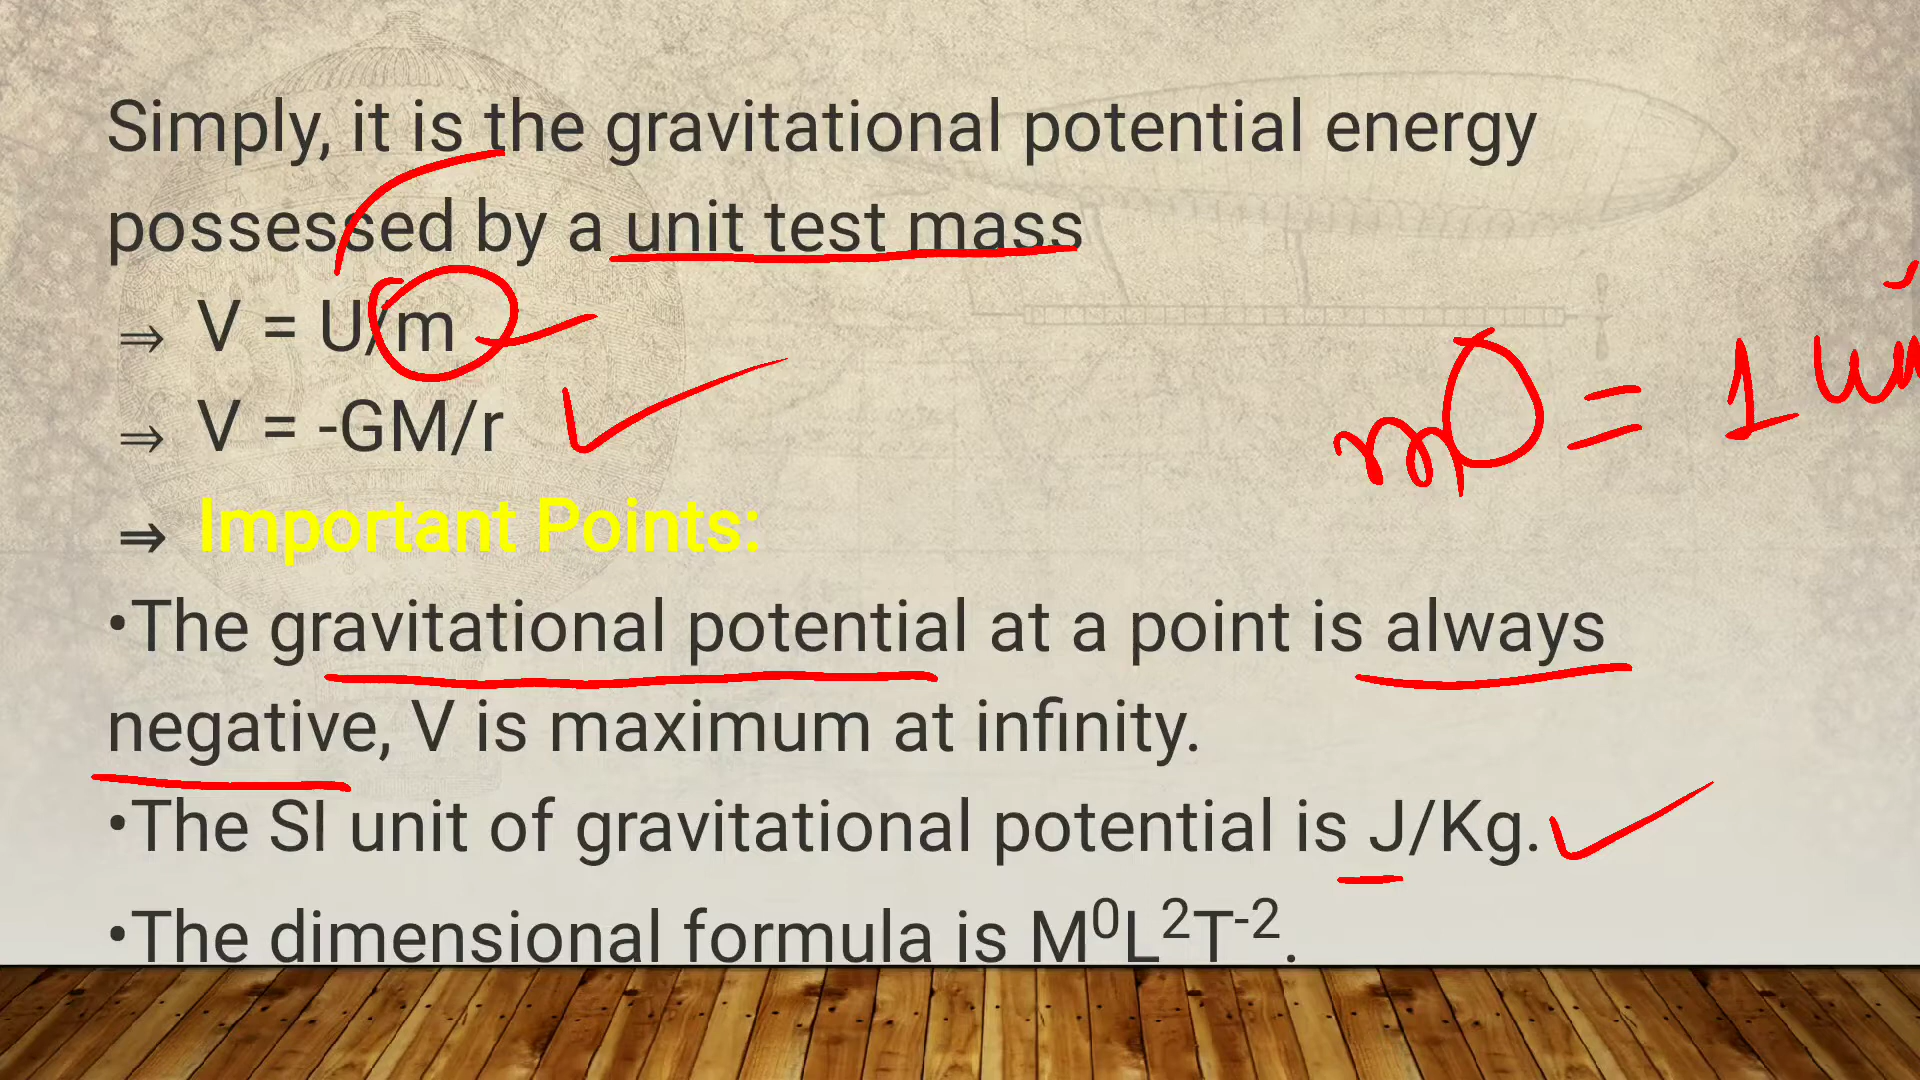 Simply, it is the gravitational potential energy
possessed by a unit test mass
⇒ V = U/m
⇒ V = -GM/r
m = 1
⇒ Important Points:
•The gravitational potential at a point is always
negative, V is maximum at infinity.
•The SI unit of gravitational potential is J/Kg.
•The dimensional formula is M⁰L²T⁻².